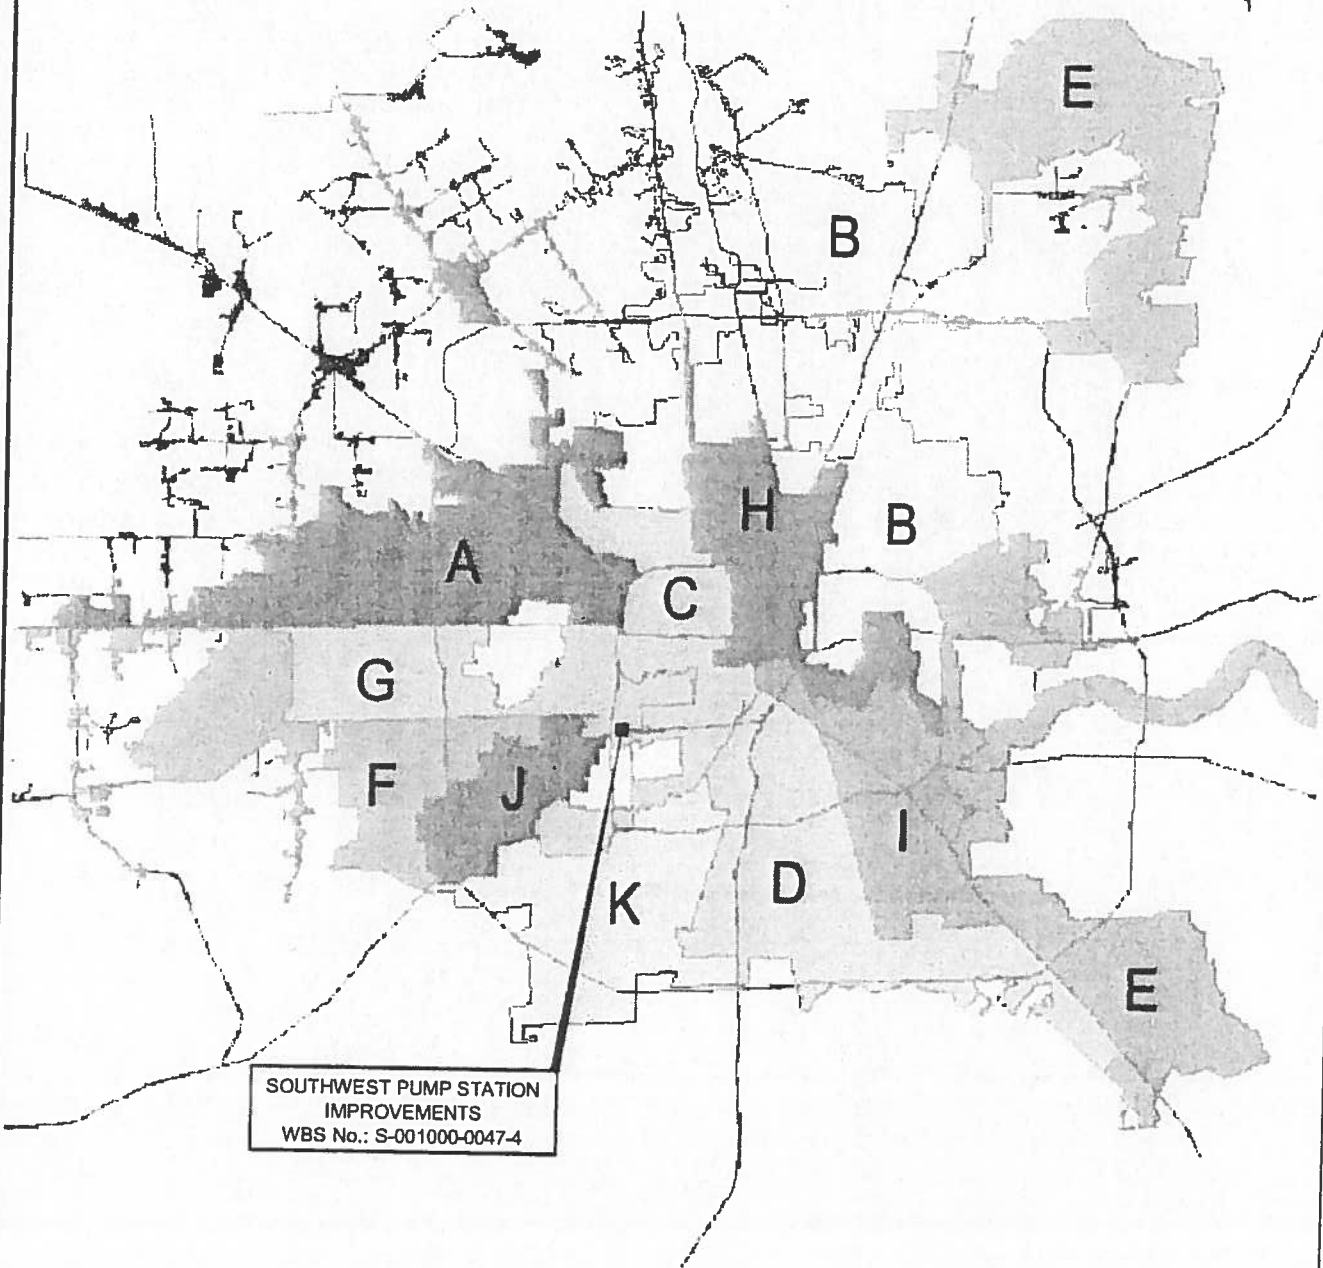 E
B
H
B
A
C
G
F
J
I
D
K
E
SOUTHWEST PUMP STATION
IMPROVEMENTS
WBS No.: S-001000-0047-4